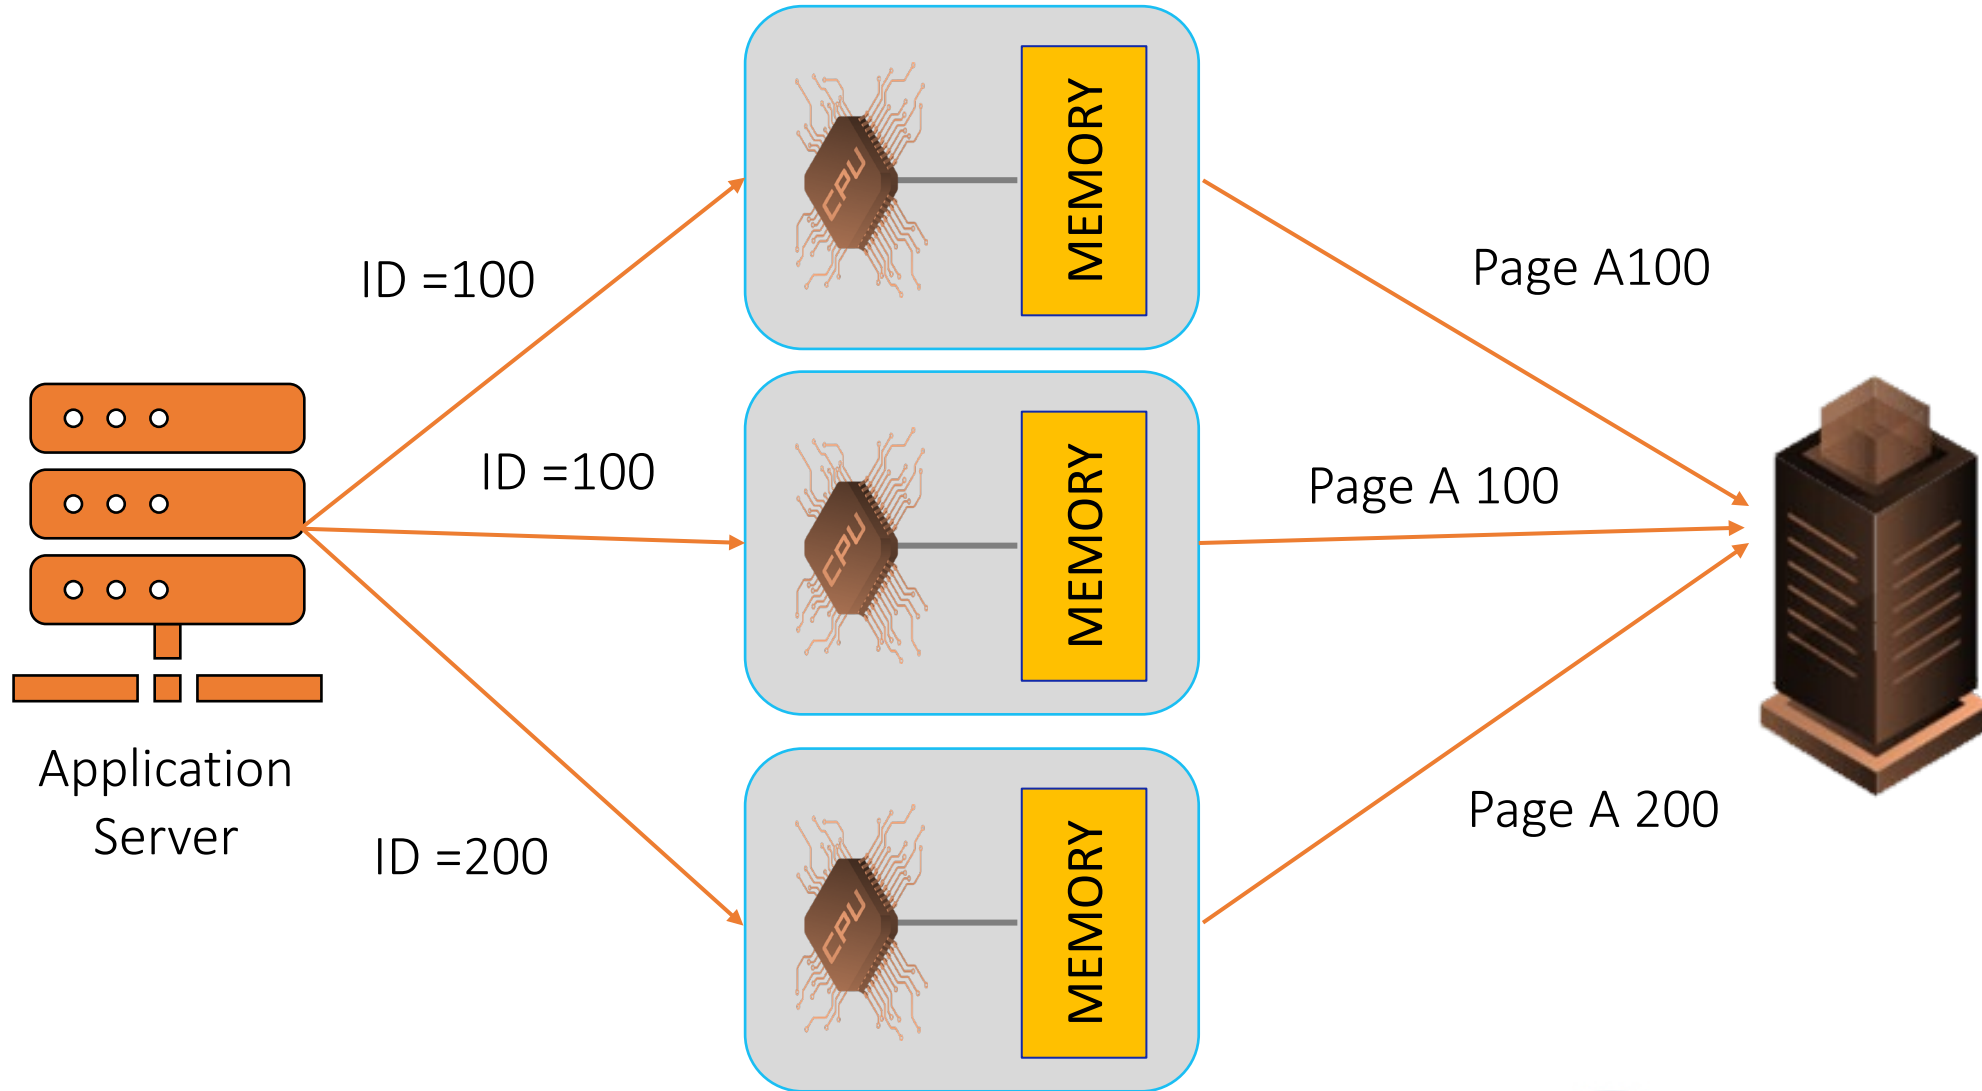 CPU
MEMORY
ID =100
Page A100
ID =100
CPU
MEMORY
Page A 100
Application
Server
ID =200
CPU
MEMORY
Page A 200